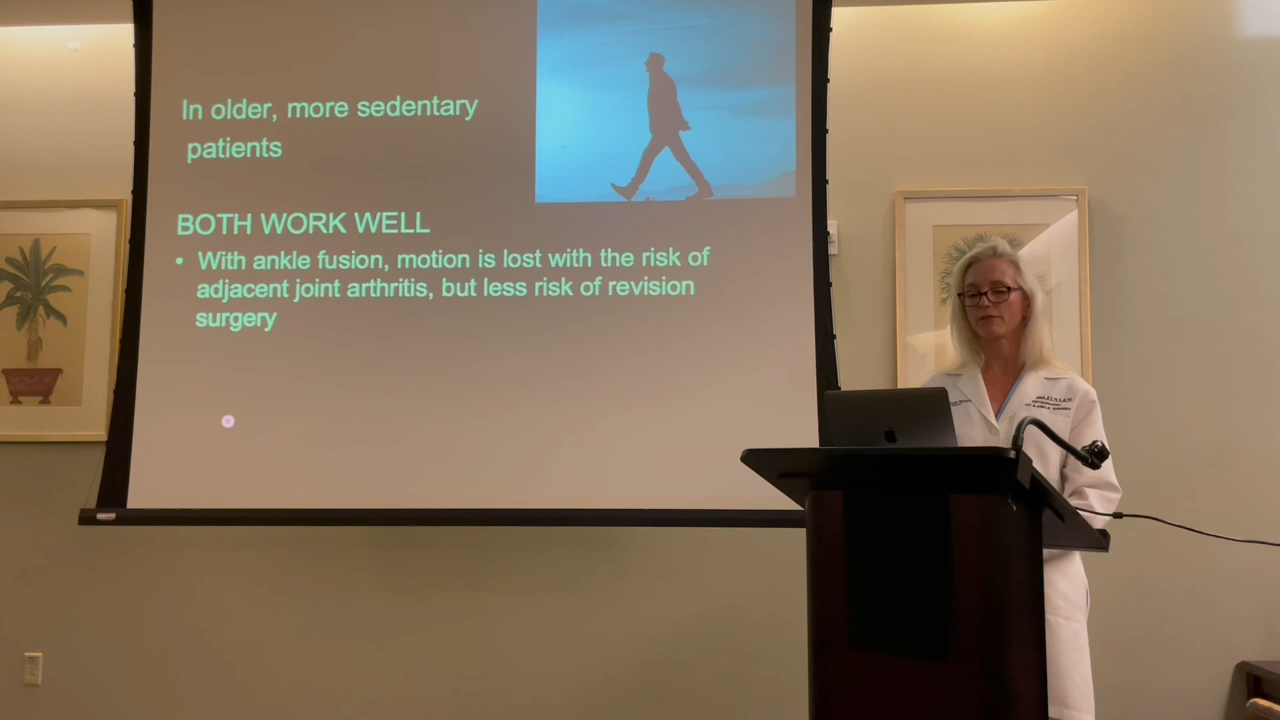 In older, more sedentary
patients
BOTH WORK WELL
• With ankle fusion, motion is lost with the risk of
adjacent joint arthritis, but less risk of revision
surgery